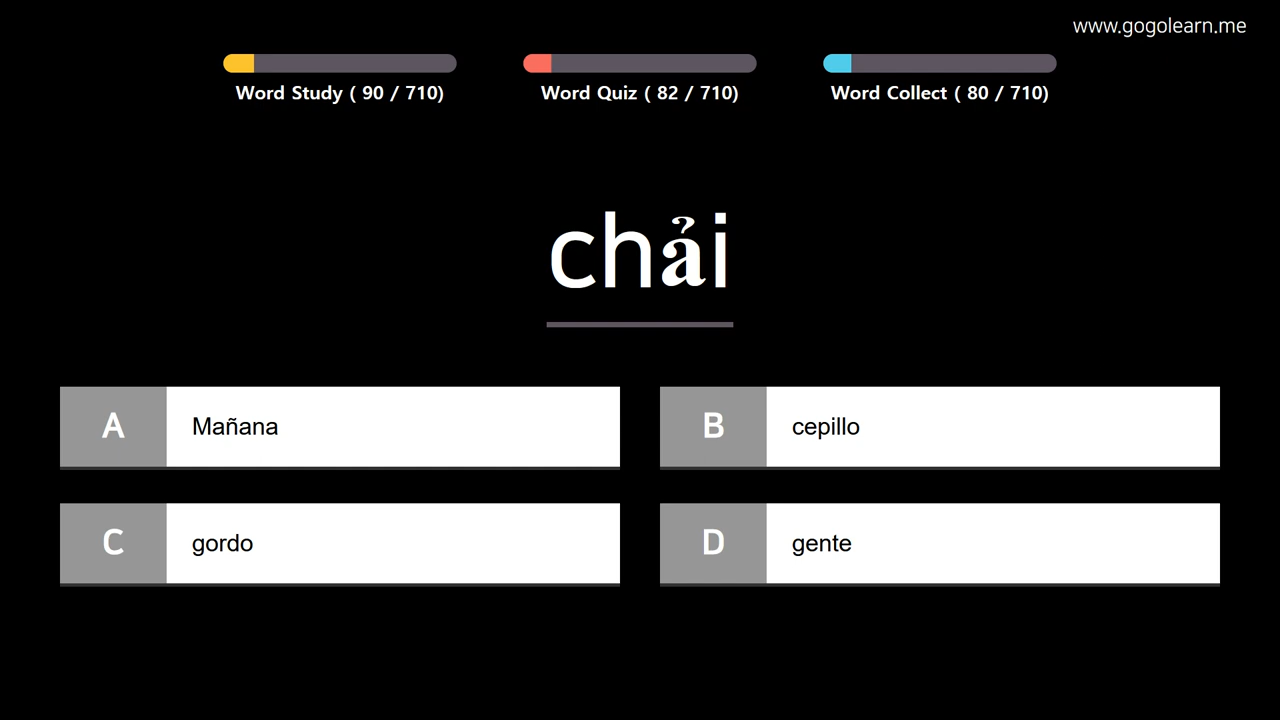 www.gogolearn.me
Word Study ( 90 / 710)
Word Quiz ( 82 / 710)
Word Collect ( 80 / 710)
chải
A Mañana
B cepillo
C gordo
D gente